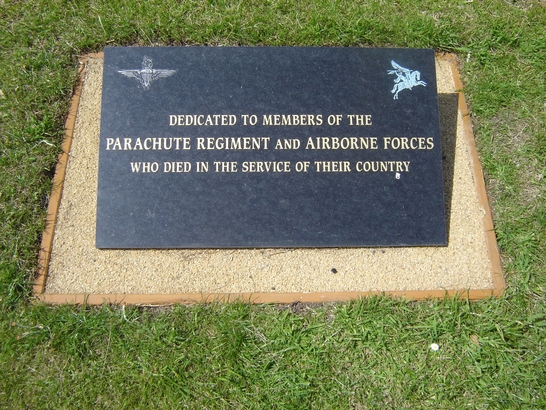 DEDICATED TO MEMBERS OF THE
PARACHUTE REGIMENT AND AIRBORNE FORCES
WHO DIED IN THE SERVICE OF THEIR COUNTRY